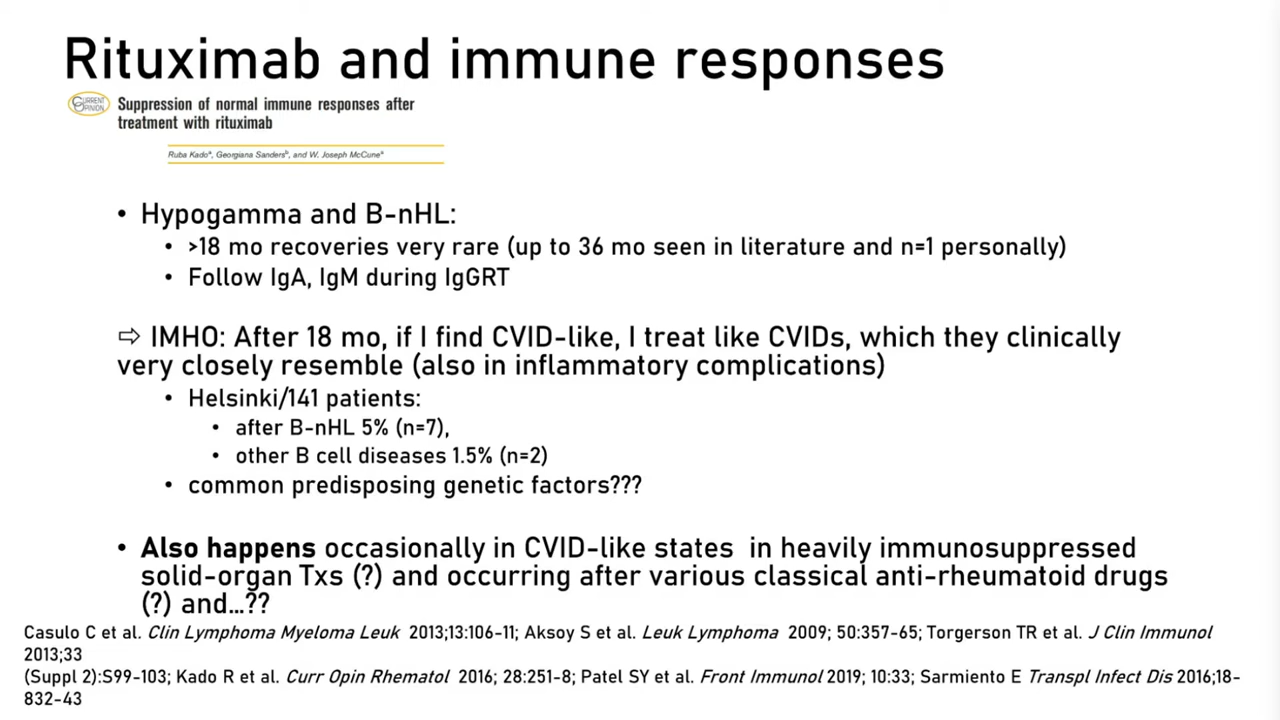 Rituximab and immune responses
CURRENT OPINION
Suppression of normal immune responses after
treatment with rituximab
Ruba Kadoᵃ, Georgiana Sandersᵇ, and W. Joseph McCuneᵃ
• Hypogamma and B-nHL:
• >18 mo recoveries very rare (up to 36 mo seen in literature and n=1 personally)
• Follow IgA, IgM during IgGRT
⇨ IMHO: After 18 mo, if I find CVID-like, I treat like CVIDs, which they clinically
very closely resemble (also in inflammatory complications)
• Helsinki/141 patients:
• after B-nHL 5% (n=7),
• other B cell diseases 1.5% (n=2)
• common predisposing genetic factors???
• Also happens occasionally in CVID-like states in heavily immunosuppressed
solid-organ Txs (?) and occurring after various classical anti-rheumatoid drugs
(?) and...??
Casulo C et al. Clin Lymphoma Myeloma Leuk 2013;13:106-11; Aksoy S et al. Leuk Lymphoma 2009; 50:357-65; Torgerson TR et al. J Clin Immunol
2013;33
(Suppl 2):S99-103; Kado R et al. Curr Opin Rhematol 2016; 28:251-8; Patel SY et al. Front Immunol 2019; 10:33; Sarmiento E Transpl Infect Dis 2016;18-
832-43